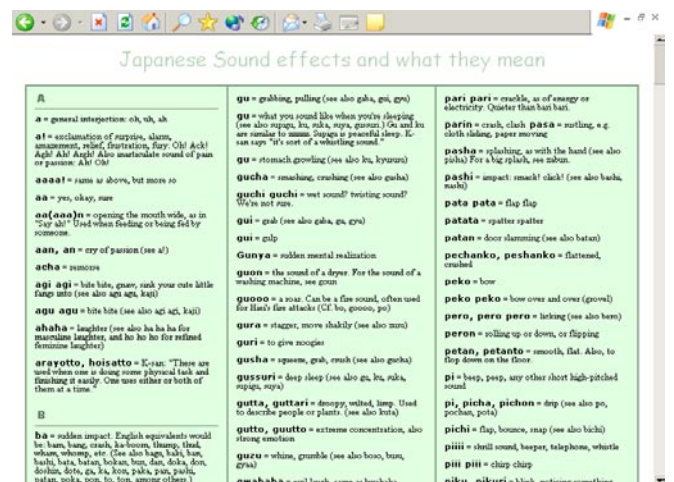 Japanese Sound effects and what they mean
A
a = general interjection: oh, uh, ah
a! = exclamation of surprise, alarm,
amazement, relief, frustration, fury: Oh! Ack!
Agh! Ah! Argh! Also inarticulate sound of pain
or passion: Ah! Oh!
aaaa! = same as above, but more so
aa = yes, okay, sure
aa(aaa)n = opening the mouth wide, as in
"Say ah!" Used when feeding or being fed by
someone.
aan, an = cry of passion (see a!)
acha = remorse
agi agi = bite bite, gnaw, sink your cute little
fangs into (see also agu agu, kaji)
agu agu = bite bite (see also agi agi, kaji)
ahaha = laughter (see also ha ha ha for
masculine laughter, and ho ho ho for refined
feminine laughter)
arayotto, hoisatto = K-san: "There are
used when one is doing some physical task and
finishing it easily. One uses either or both of
them at a time."
B
ba = sudden impact. English equivalents would
be: bam, bang, crash, ka-boom, thump, thud,
wham, whomp, etc. (See also bagu, baki, ban,
bashi, bata, batan, bokan, bun, dan, doka, don,
doshin, dote, ga, ka, kon, paka, pan, pashi,
patan, poka, pon, to, ton, among others.)
gu = grabbing, pulling (see also gaba, gui, gyu)
gu = what you sound like when you're sleeping
(see also supagu, ku, suka, suya, gussuri.) Gu and ku
are similar to zzzzz. Supagu is peaceful sleep. K-
san says "it's sort of a whistling sound."
gu = stomach growling (see also ku, kyururu)
gucha = smashing, crushing (see also gusha)
guchi guchi = wet sound? twisting sound?
We're not sure.
gui = grab (see also gaba, gu, gyu)
gui = gulp
Gunya = sudden mental realization
guon = the sound of a dryer. For the sound of a
washing machine, see goun
guooo = a roar. Can be a fire sound, often used
for Hiei's fire attacks (Cf. bo, goooo, po)
gura = stagger, move shakily (see also zuru)
guri = to give noogies
gusha = squeeze, grab, crush (see also gucha)
gussuri = deep sleep (see also gu, ku, suka,
supigu, suya)
gutta, guttari = droopy, wilted, limp. Used
to describe people or plants. (see also kuta)
gutto, guutto = extreme concentration, also
strong emotion
guzu = whine, grumble (see also boso, buru,
gyaa)
pari pari = crackle, as of energy or
electricity. Quieter than bari bari.
parin = crash, clash pasa = rustling, e.g.
cloth sliding, paper moving
pasha = splashing, as with the hand (see also
pisha) For a big splash, see zabun.
pashi = impact: smack! click! (see also bashi,
nashi)
pata pata = flap flap
patata = spatter spatter
patan = door slamming (see also batan)
pechanko, peshanko = flattened,
crushed
peko = bow
peko peko = bow over and over (grovel)
pero, pero pero = licking (see also bero)
peron = rolling up or down, or flipping
petan, petanto = smooth, flat. Also, to
flop down on the floor.
pi = beep, peep, any other short high-pitched
sound
pi, picha, pichon = drip (see also po,
pochan, pota)
pichi = flap, bounce, snap (see also bichi)
piiii = shrill sound, beeper, telephone, whistle
piii piii = chirp chirp